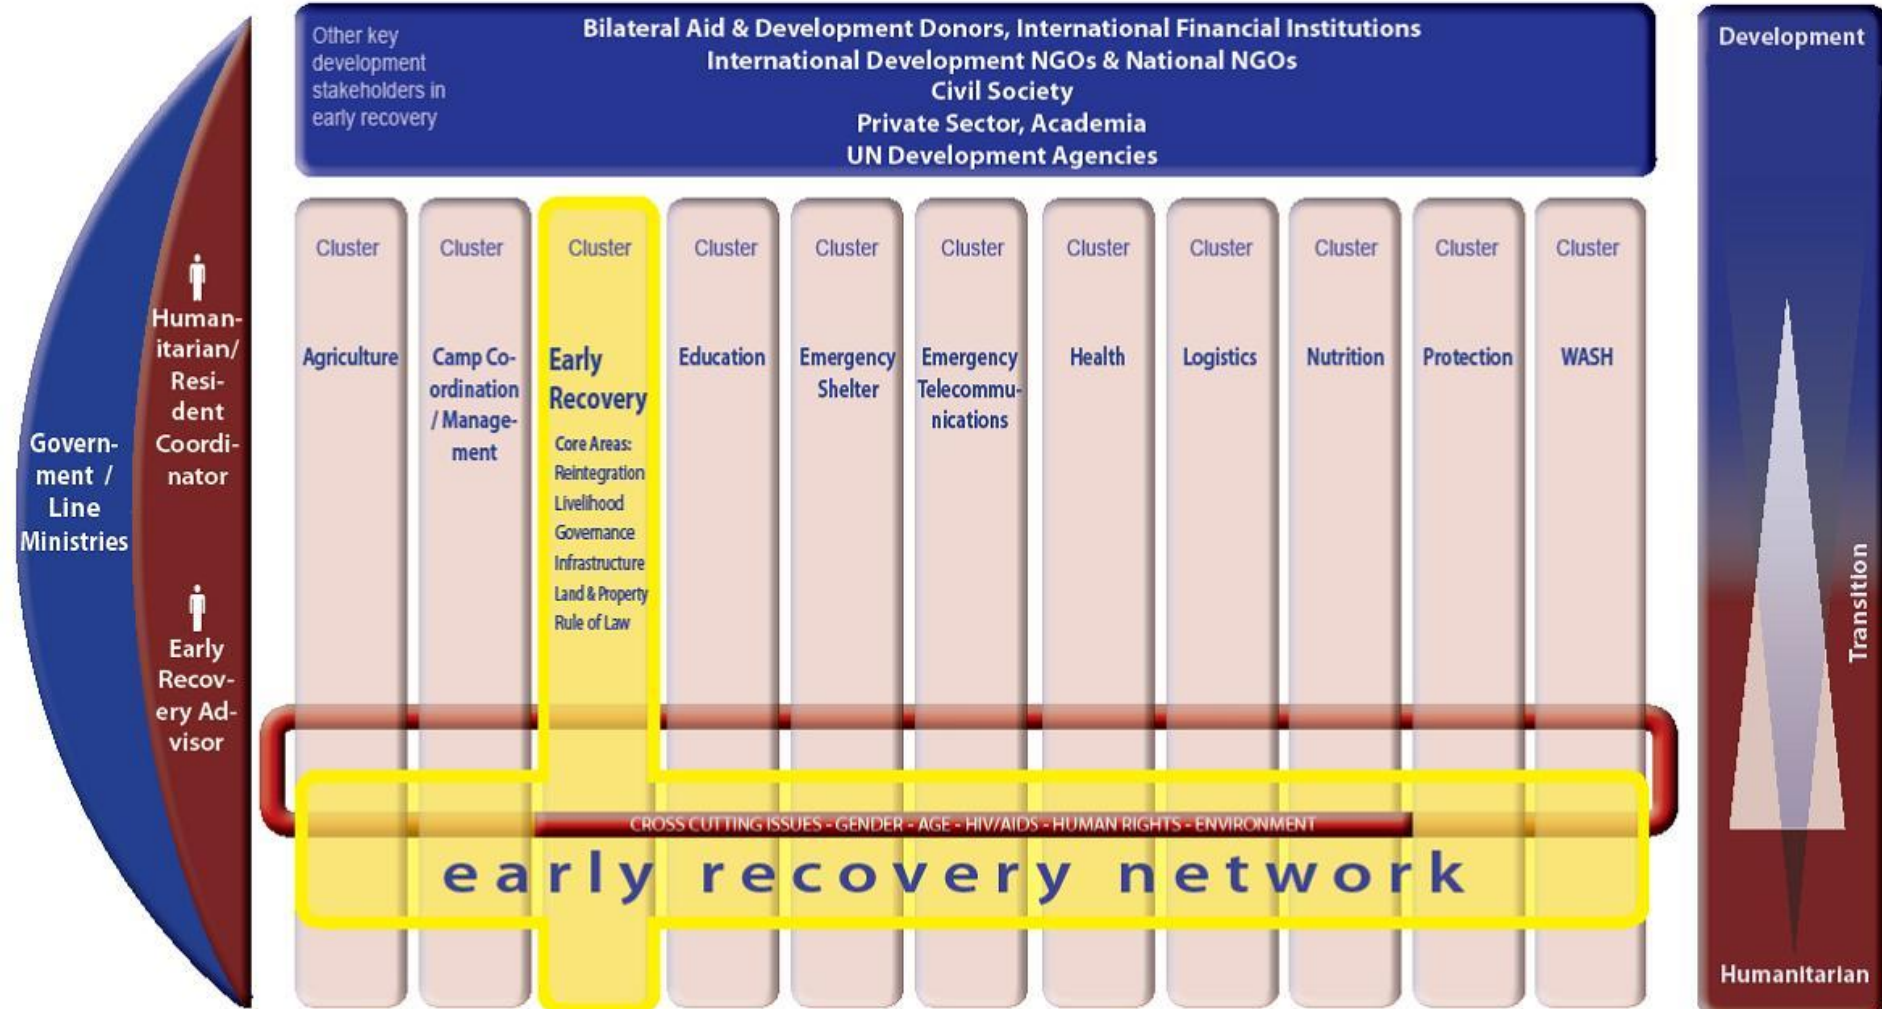 Other key
development
stakeholders in
early recovery
Bilateral Aid & Development Donors, International Financial Institutions
International Development NGOs & National NGOs
Civil Society
Private Sector, Academia
UN Development Agencies
Development
Transition
Humanitarian
Govern-
ment /
Line
Ministries
Human-
itarian/
Resi-
dent
Coordi-
nator
Early
Recov-
ery Ad-
visor
Cluster
Agriculture
Cluster
Camp Co-
ordination
/ Manage-
ment
Cluster
Early
Recovery
Core Areas:
Reintegration
Livelihood
Governance
Infrastructure
Land & Property
Rule of Law
Cluster
Education
Cluster
Emergency
Shelter
Cluster
Emergency
Telecommu-
nications
Cluster
Health
Cluster
Logistics
Cluster
Nutrition
Cluster
Protection
Cluster
WASH
CROSS CUTTING ISSUES - GENDER - AGE - HIV/AIDS - HUMAN RIGHTS - ENVIRONMENT
early recovery network